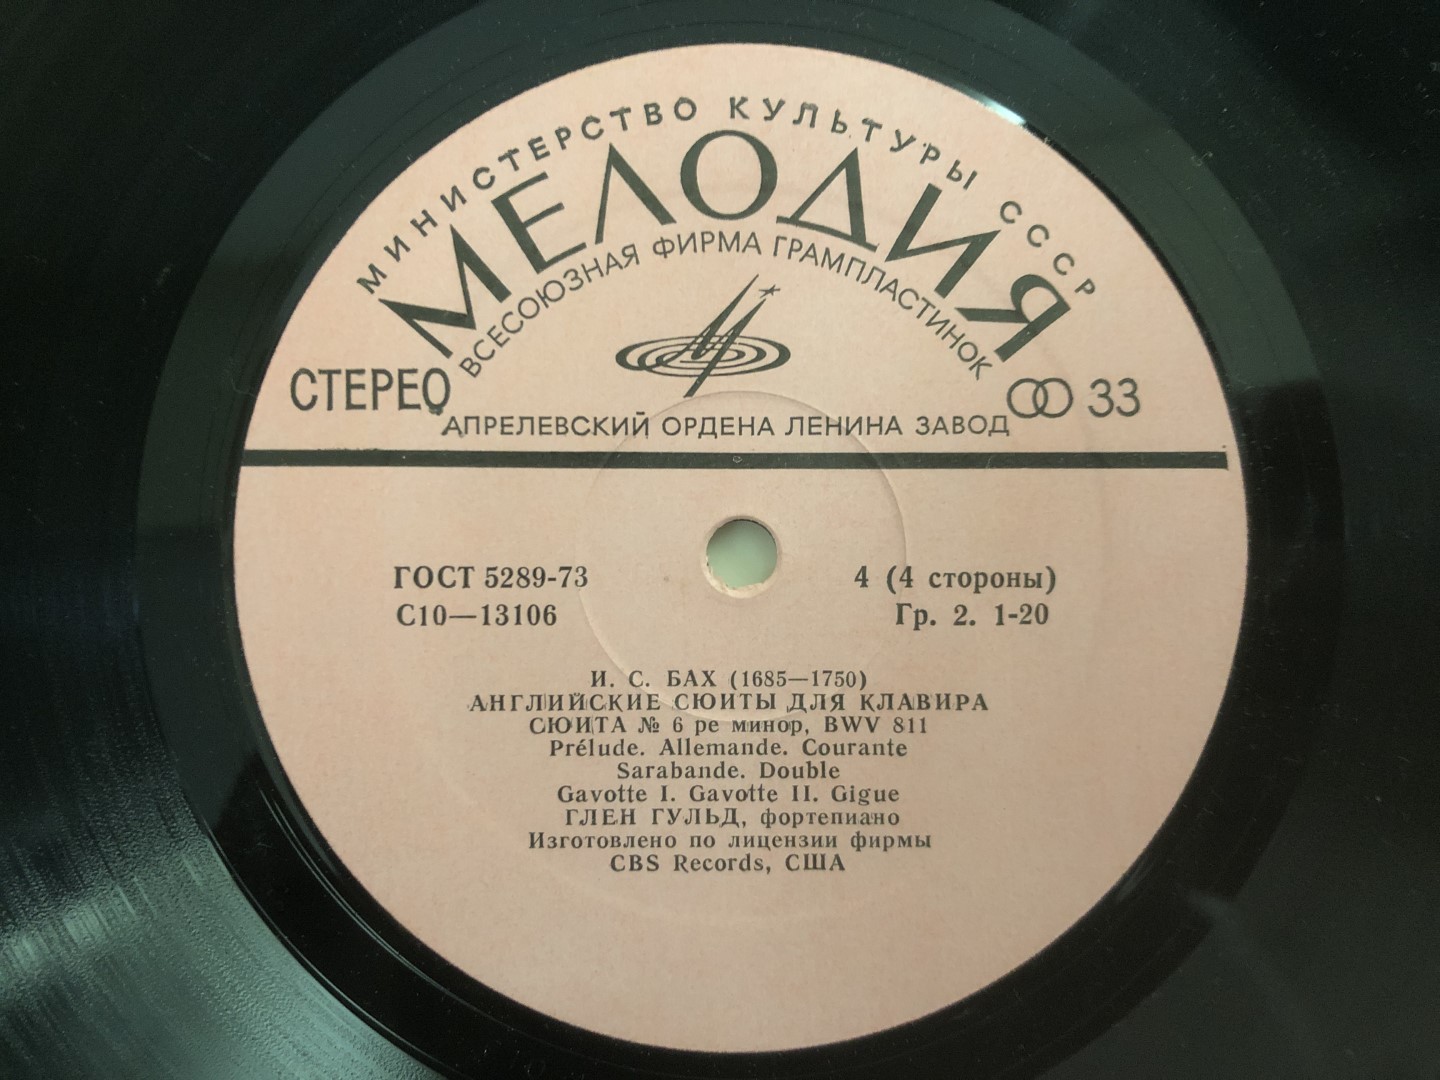 МИНИСТЕРСТВО КУЛЬТУРЫ СССР
МЕЛОДИЯ
ВСЕСОЮЗНАЯ ФИРМА ГРАМПЛАСТИНОК
СТЕРЕО
33
АПРЕЛЕВСКИЙ ОРДЕНА ЛЕНИНА ЗАВОД
ГОСТ 5289-73
4 (4 стороны)
С10—13106
Гр. 2. 1-20
И. С. БАХ (1685—1750)
АНГЛИЙСКИЕ СЮИТЫ ДЛЯ КЛАВИРА
СЮИТА № 6 ре минор, BWV 811
Prélude. Allemande. Courante
Sarabande. Double
Gavotte I. Gavotte II. Gigue
ГЛЕН ГУЛЬД, фортепиано
Изготовлено по лицензии фирмы
CBS Records, США